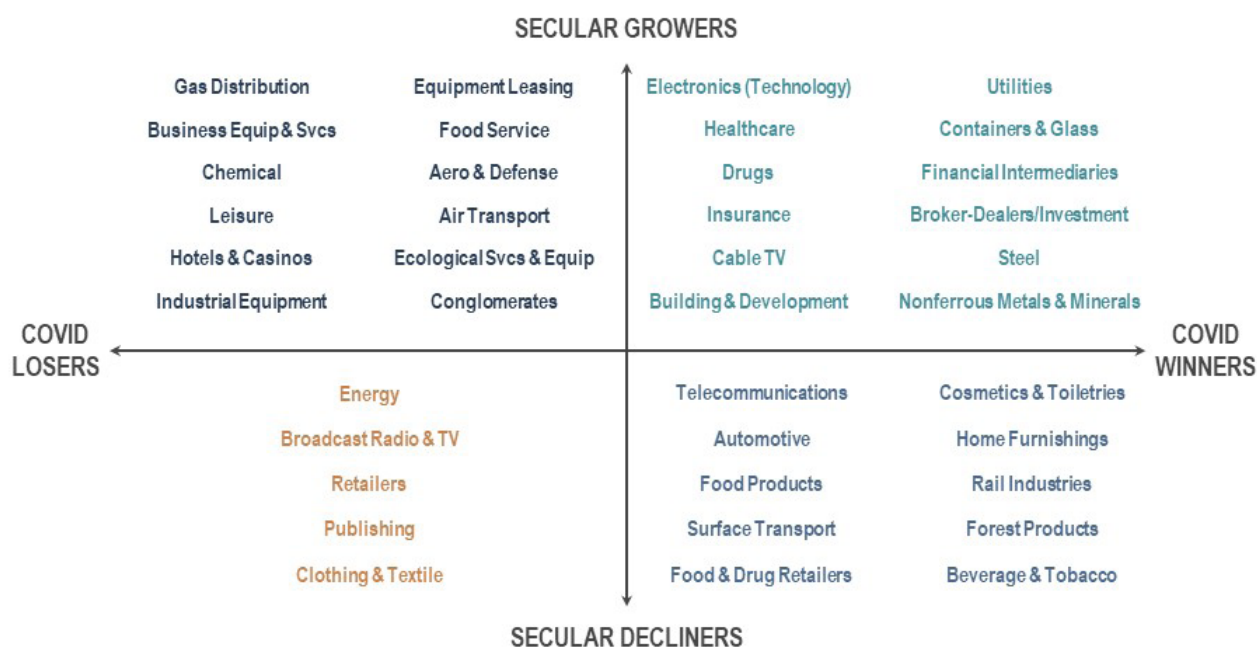 SECULAR GROWERS
Gas Distribution
Equipment Leasing
Electronics (Technology)
Utilities
Business Equip & Svcs
Food Service
Healthcare
Containers & Glass
Chemical
Aero & Defense
Drugs
Financial Intermediaries
Leisure
Air Transport
Insurance
Broker-Dealers/Investment
Hotels & Casinos
Ecological Svcs & Equip
Cable TV
Steel
Industrial Equipment
Conglomerates
Building & Development
Nonferrous Metals & Minerals
COVID
LOSERS
COVID
WINNERS
Energy
Telecommunications
Cosmetics & Toiletries
Broadcast Radio & TV
Automotive
Home Furnishings
Retailers
Food Products
Rail Industries
Publishing
Surface Transport
Forest Products
Clothing & Textile
Food & Drug Retailers
Beverage & Tobacco
SECULAR DECLINERS